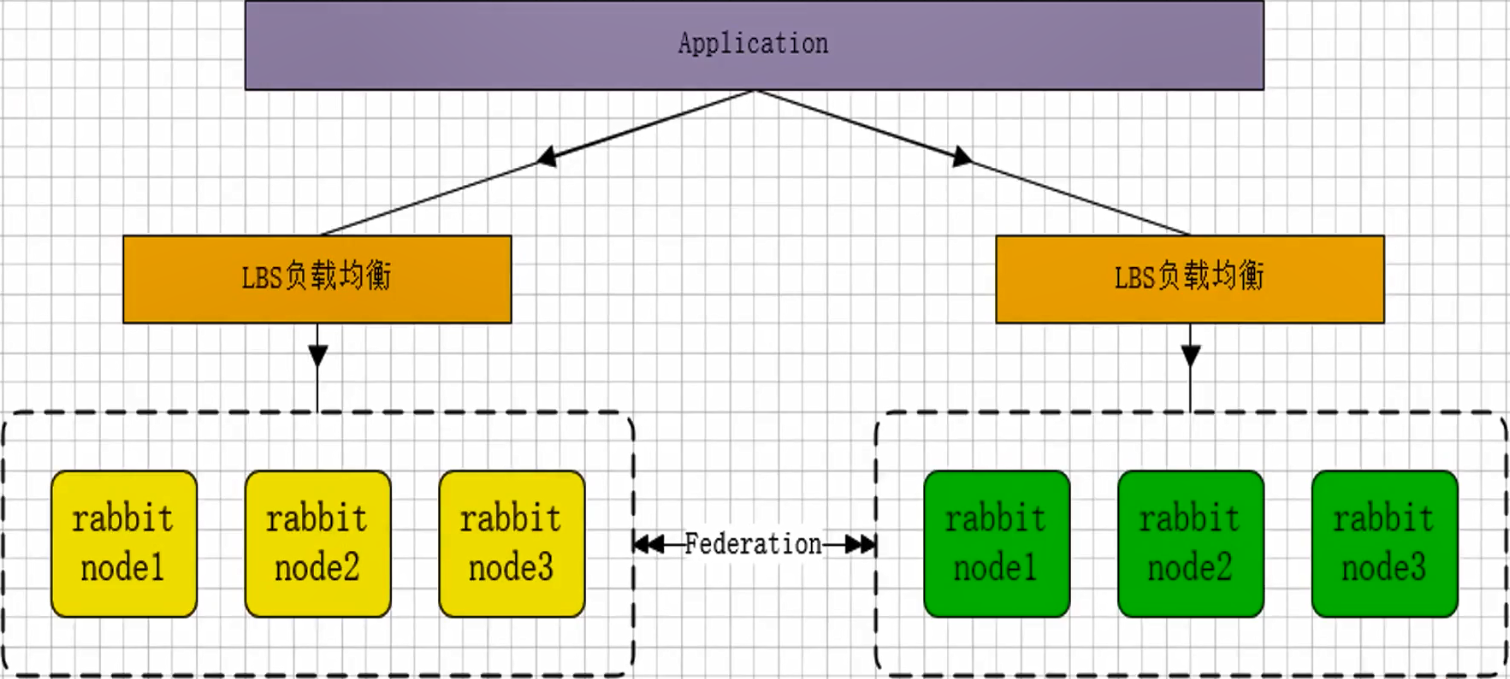 Application
LBS负载均衡
LBS负载均衡
rabbit
node1
rabbit
node2
rabbit
node3
Federation
rabbit
node1
rabbit
node2
rabbit
node3